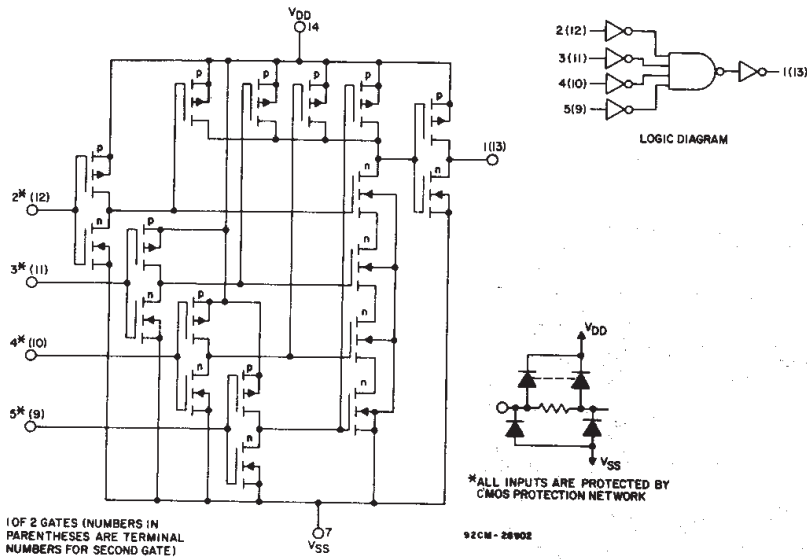 VDD
14
p
p
p
p
p
p
n
1(13)
n
2*(12)
n
p
3*(11)
n
n
p
4*(10)
n
n
p
5*(9)
n
n
7
VSS
1 OF 2 GATES (NUMBERS IN
PARENTHESES ARE TERMINAL
NUMBERS FOR SECOND GATE)
2(12)
3(11)
4(10)
5(9)
1(13)
LOGIC DIAGRAM
VDD
VSS
*ALL INPUTS ARE PROTECTED BY
CMOS PROTECTION NETWORK
92CM-28902